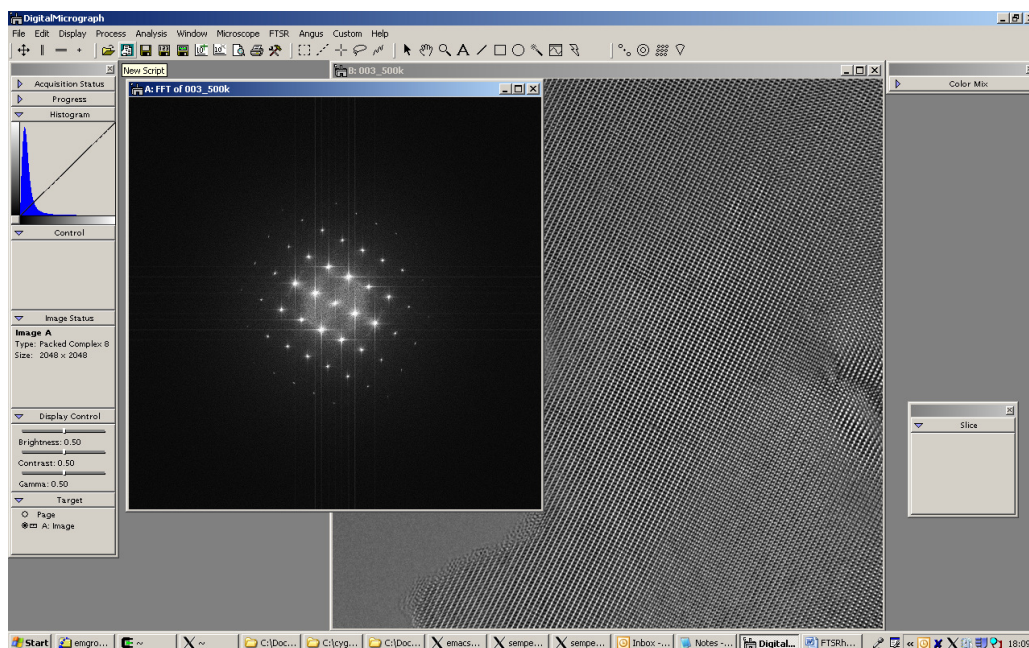 DigitalMicrograph
File Edit Display Process Analysis Window Microscope FTSR Angus Custom Help
New Script
B: 003_500k
Acquisition Status
Color Mix
A: FFT of 003_500k
Progress
Histogram
Control
Image Status
Image A
Type: Packed Complex 8
Size: 2048 x 2048
Display Control
Slice
Brightness: 0.50
Contrast: 0.50
Gamma: 0.50
Target
Page
A: Image
Start emgro... ~ ~ C:\Doc... C:\cyg... C:\Doc... emacs... sempe... sempe... Inbox -... Notes -... Digital... FTSRh... 18:09